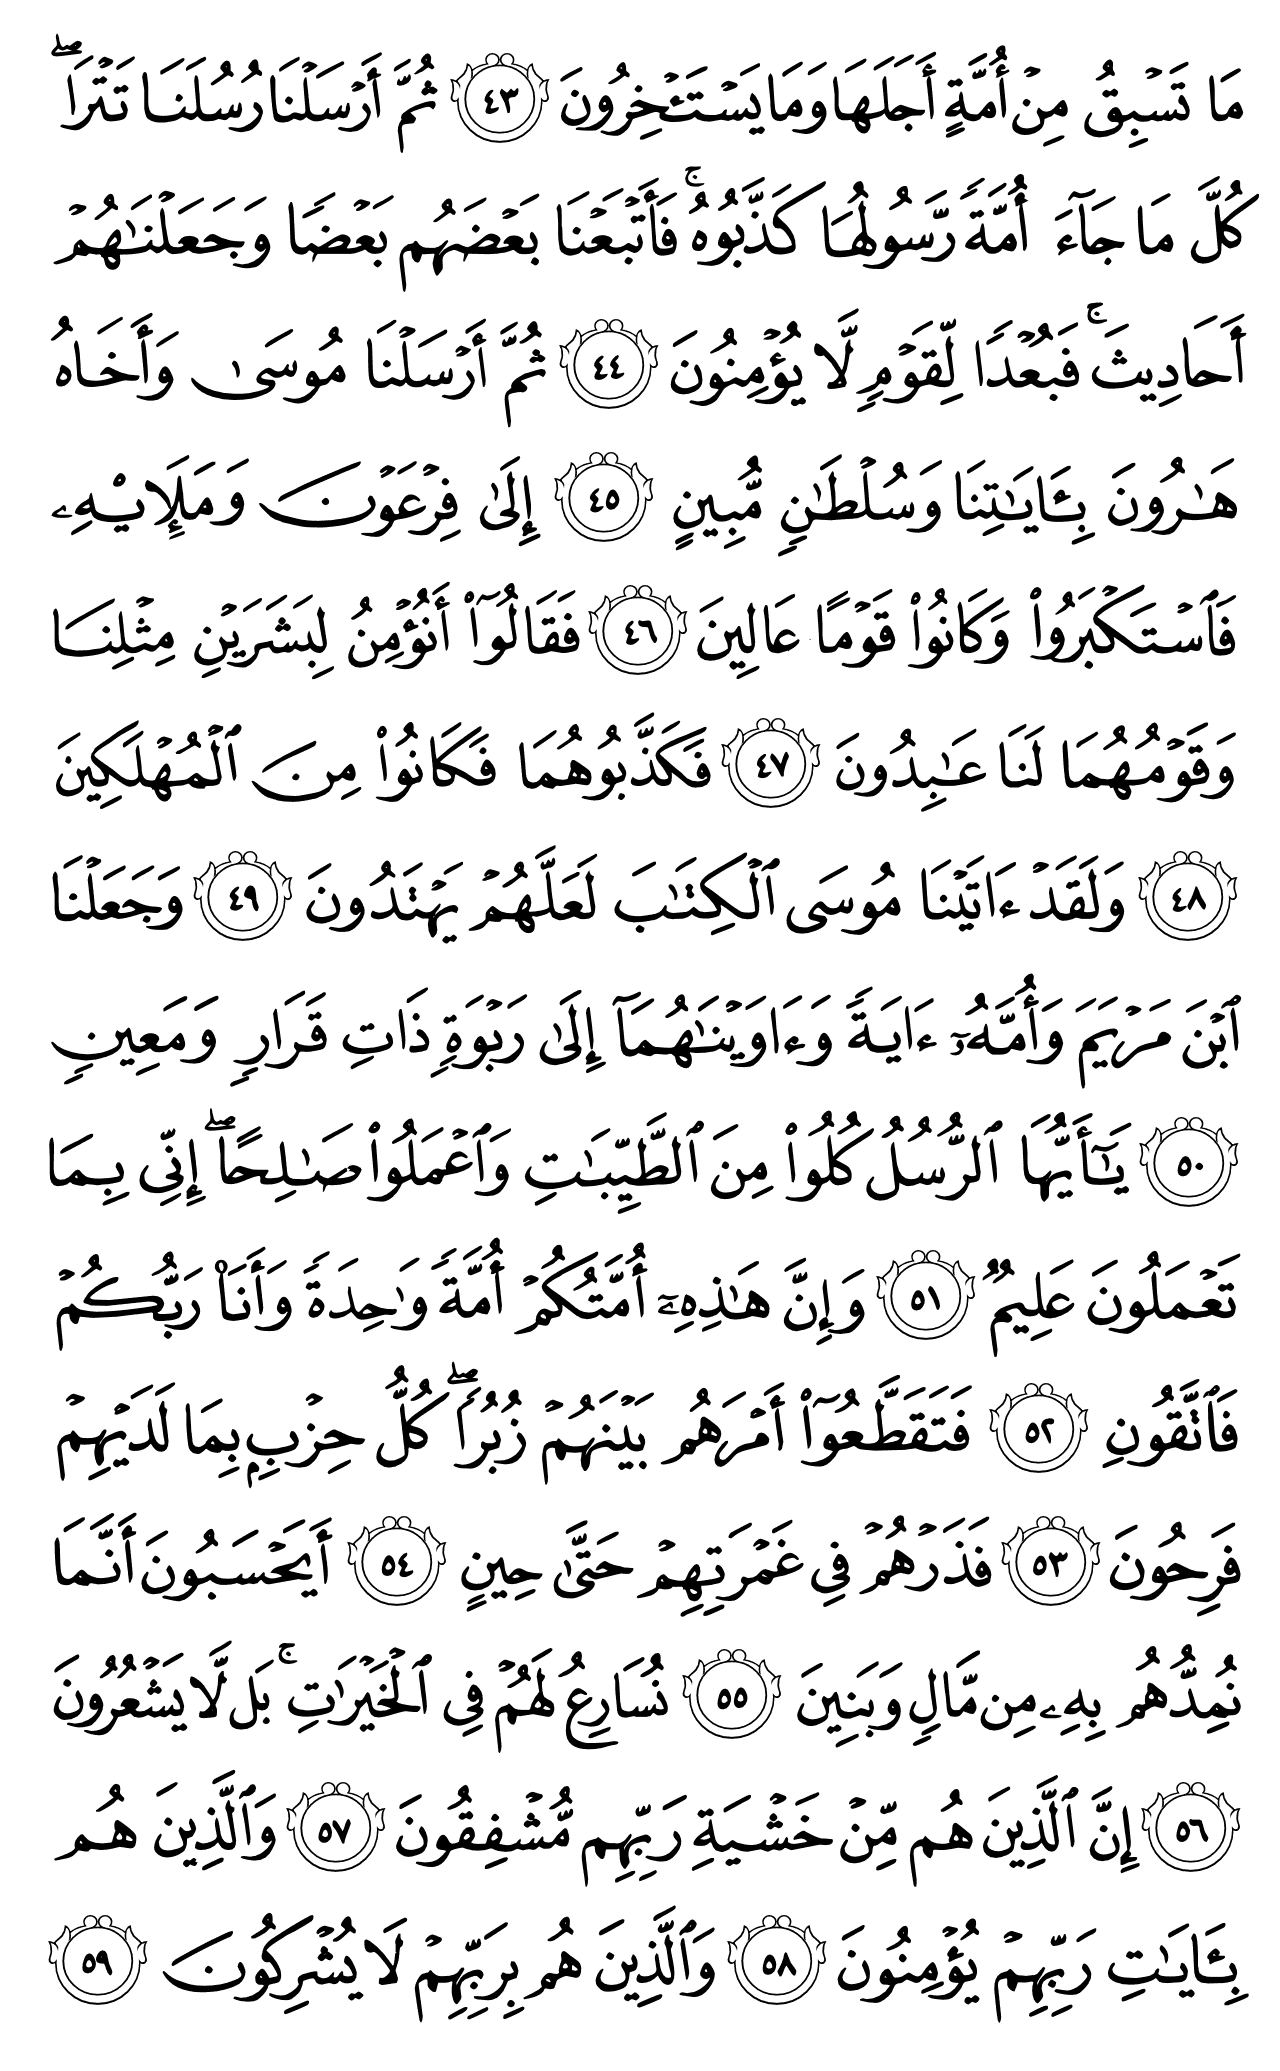 مَا تَسْبِقُ مِنْ أُمَّةٍ أَجَلَهَا وَمَا يَسْتَـْٔخِرُونَ ٤٣ ثُمَّ أَرْسَلْنَا رُسُلَنَا تَتْرَاۖ
كُلَّ مَا جَآءَ أُمَّةً رَّسُولُهَا كَذَّبُوهُۚ فَأَتْبَعْنَا بَعْضَهُم بَعْضًا وَجَعَلْنَٰهُمْ
أَحَادِيثَۚ فَبُعْدًا لِّقَوْمٍ لَّا يُؤْمِنُونَ ٤٤ ثُمَّ أَرْسَلْنَا مُوسَىٰ وَأَخَاهُ
هَٰرُونَ بِـَٔايَٰتِنَا وَسُلْطَٰنٍ مُّبِينٍ ٤٥ إِلَىٰ فِرْعَوْنَ وَمَلَإِي۟هِۦ
فَٱسْتَكْبَرُوا۟ وَكَانُوا۟ قَوْمًا عَالِينَ ٤٦ فَقَالُوٓا۟ أَنُؤْمِنُ لِبَشَرَيْنِ مِثْلِنَا
وَقَوْمُهُمَا لَنَا عَٰبِدُونَ ٤٧ فَكَذَّبُوهُمَا فَكَانُوا۟ مِنَ ٱلْمُهْلَكِينَ
٤٨ وَلَقَدْ ءَاتَيْنَا مُوسَى ٱلْكِتَٰبَ لَعَلَّهُمْ يَهْتَدُونَ ٤٩ وَجَعَلْنَا
ٱبْنَ مَرْيَمَ وَأُمَّهُۥٓ ءَايَةً وَءَاوَيْنَٰهُمَآ إِلَىٰ رَبْوَةٍ ذَاتِ قَرَارٍ وَمَعِينٍ
٥٠ يَٰٓأَيُّهَا ٱلرُّسُلُ كُلُوا۟ مِنَ ٱلطَّيِّبَٰتِ وَٱعْمَلُوا۟ صَٰلِحًاۖ إِنِّى بِمَا
تَعْمَلُونَ عَلِيمٌ ٥١ وَإِنَّ هَٰذِهِۦٓ أُمَّتُكُمْ أُمَّةً وَٰحِدَةً وَأَنَا۠ رَبُّكُمْ
فَٱتَّقُونِ ٥٢ فَتَقَطَّعُوٓا۟ أَمْرَهُم بَيْنَهُمْ زُبُرًاۖ كُلُّ حِزْبٍۭ بِمَا لَدَيْهِمْ
فَرِحُونَ ٥٣ فَذَرْهُمْ فِى غَمْرَتِهِمْ حَتَّىٰ حِينٍ ٥٤ أَيَحْسَبُونَ أَنَّمَا
نُمِدُّهُم بِهِۦ مِن مَّالٍ وَبَنِينَ ٥٥ نُسَارِعُ لَهُمْ فِى ٱلْخَيْرَٰتِۚ بَل لَّا يَشْعُرُونَ
٥٦ إِنَّ ٱلَّذِينَ هُم مِّنْ خَشْيَةِ رَبِّهِم مُّشْفِقُونَ ٥٧ وَٱلَّذِينَ هُم
بِـَٔايَٰتِ رَبِّهِمْ يُؤْمِنُونَ ٥٨ وَٱلَّذِينَ هُم بِرَبِّهِمْ لَا يُشْرِكُونَ ٥٩